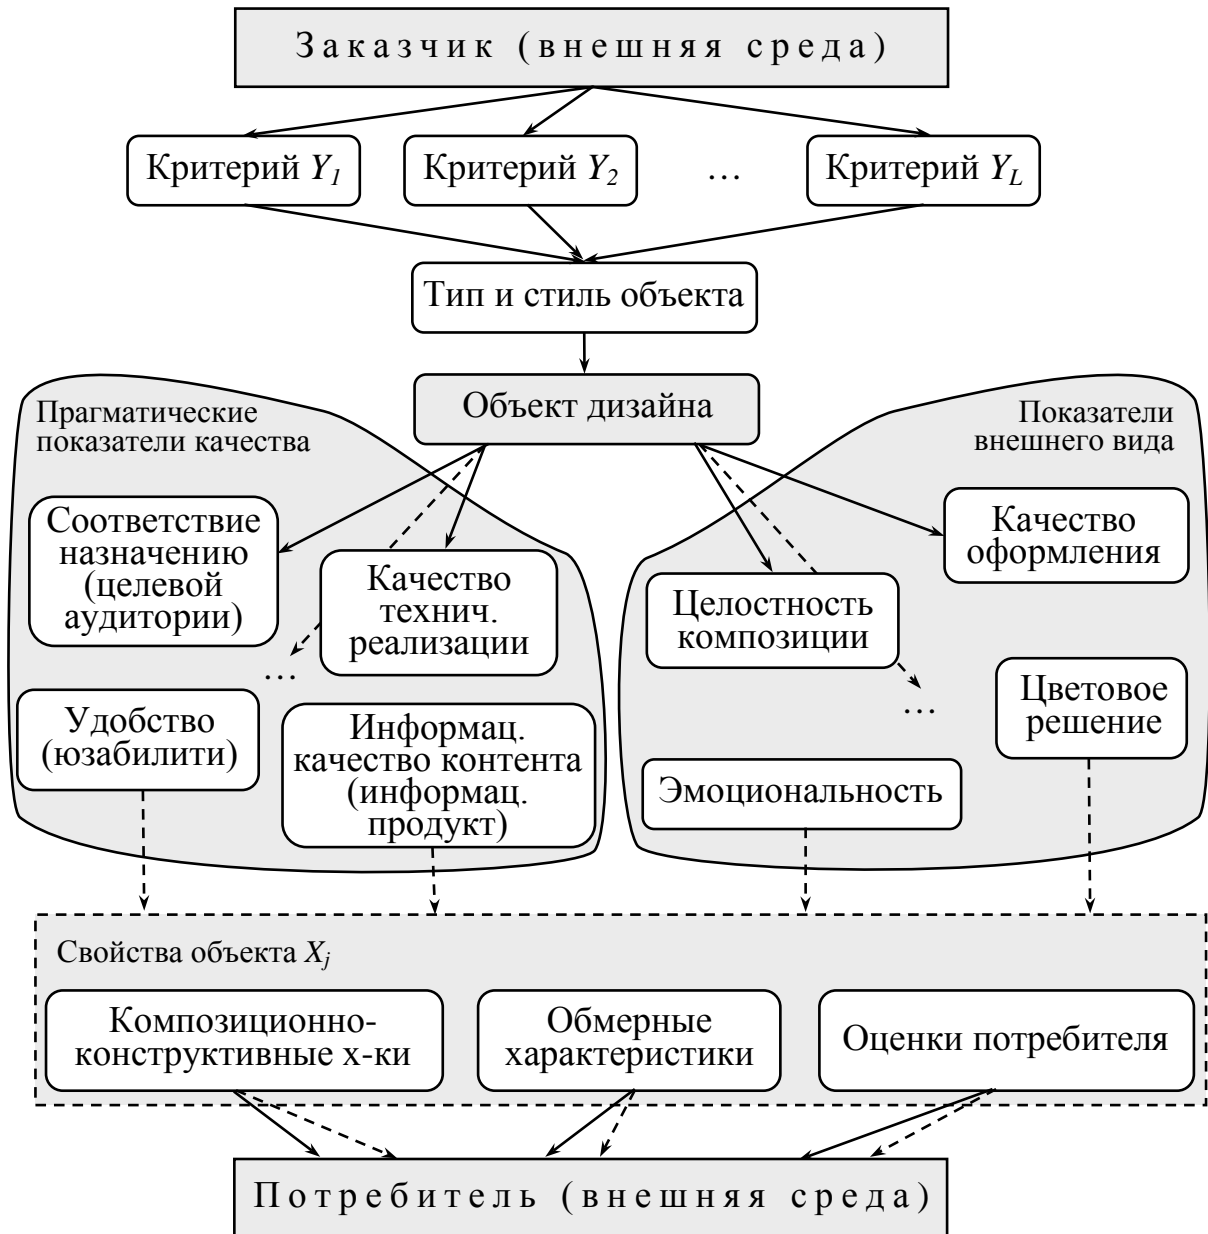 Заказчик (внешняя среда)
Критерий Y1
Критерий Y2
…
Критерий YL
Тип и стиль объекта
Объект дизайна
Прагматические
показатели качества
Показатели
внешнего вида
Соответствие
назначению
(целевой
аудитории)
Качество
технич.
реализации
…
Удобство
(юзабилити)
Информац.
качество контента
(информац.
продукт)
Качество
оформления
Целостность
композиции
…
Цветовое
решение
Эмоциональность
Свойства объекта Xj
Композиционно-
конструктивные х-ки
Обмерные
характеристики
Оценки потребителя
Потребитель (внешняя среда)